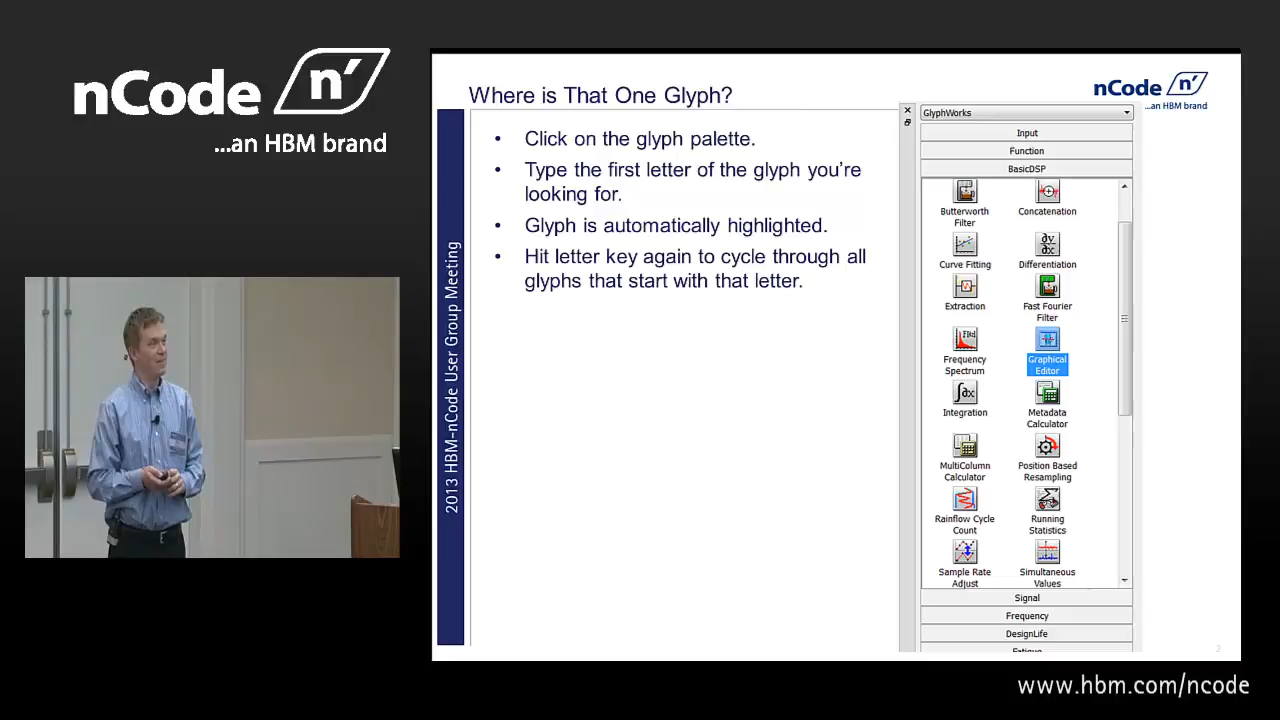 nCode n'
...an HBM brand
Where is That One Glyph?
nCode n'
...an HBM brand
• Click on the glyph palette.
• Type the first letter of the glyph you're
looking for.
• Glyph is automatically highlighted.
• Hit letter key again to cycle through all
glyphs that start with that letter.
2013 HBM-nCode User Group Meeting
GlyphWorks
Input
Function
BasicDSP
Butterworth
Filter
Concatenation
Curve Fitting
Differentiation
Extraction
Fast Fourier
Filter
Frequency
Spectrum
Graphical
Editor
Integration
Metadata
Calculator
MultiColumn
Calculator
Position Based
Resampling
Rainflow Cycle
Count
Running
Statistics
Sample Rate
Adjust
Simultaneous
Values
Signal
Frequency
DesignLife
Fatigue
2
www.hbm.com/ncode